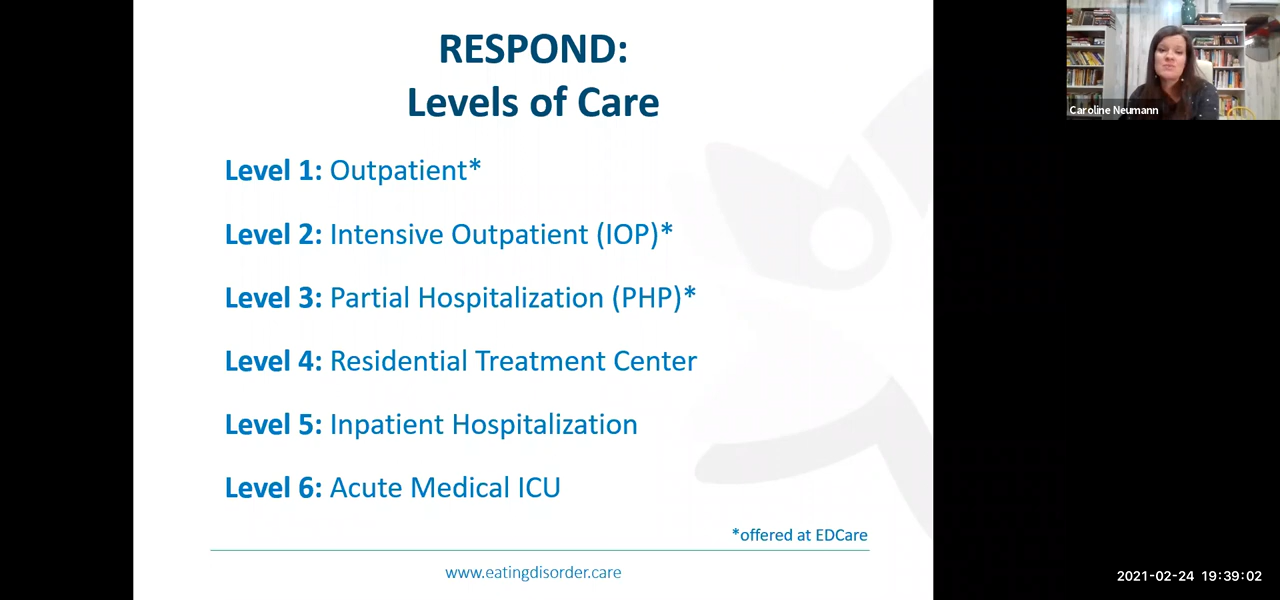 RESPOND:
Levels of Care
Level 1: Outpatient*
Level 2: Intensive Outpatient (IOP)*
Level 3: Partial Hospitalization (PHP)*
Level 4: Residential Treatment Center
Level 5: Inpatient Hospitalization
Level 6: Acute Medical ICU
*offered at EDCare
www.eatingdisorder.care
Caroline Neumann
2021-02-24 19:39:02